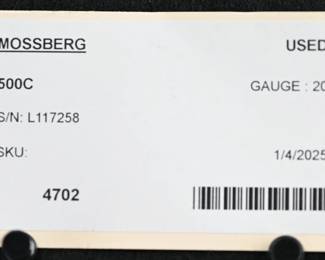 MOSSBERG USED
500C GAUGE : 20
S/N: L117258
SKU: 1/4/2025
4702